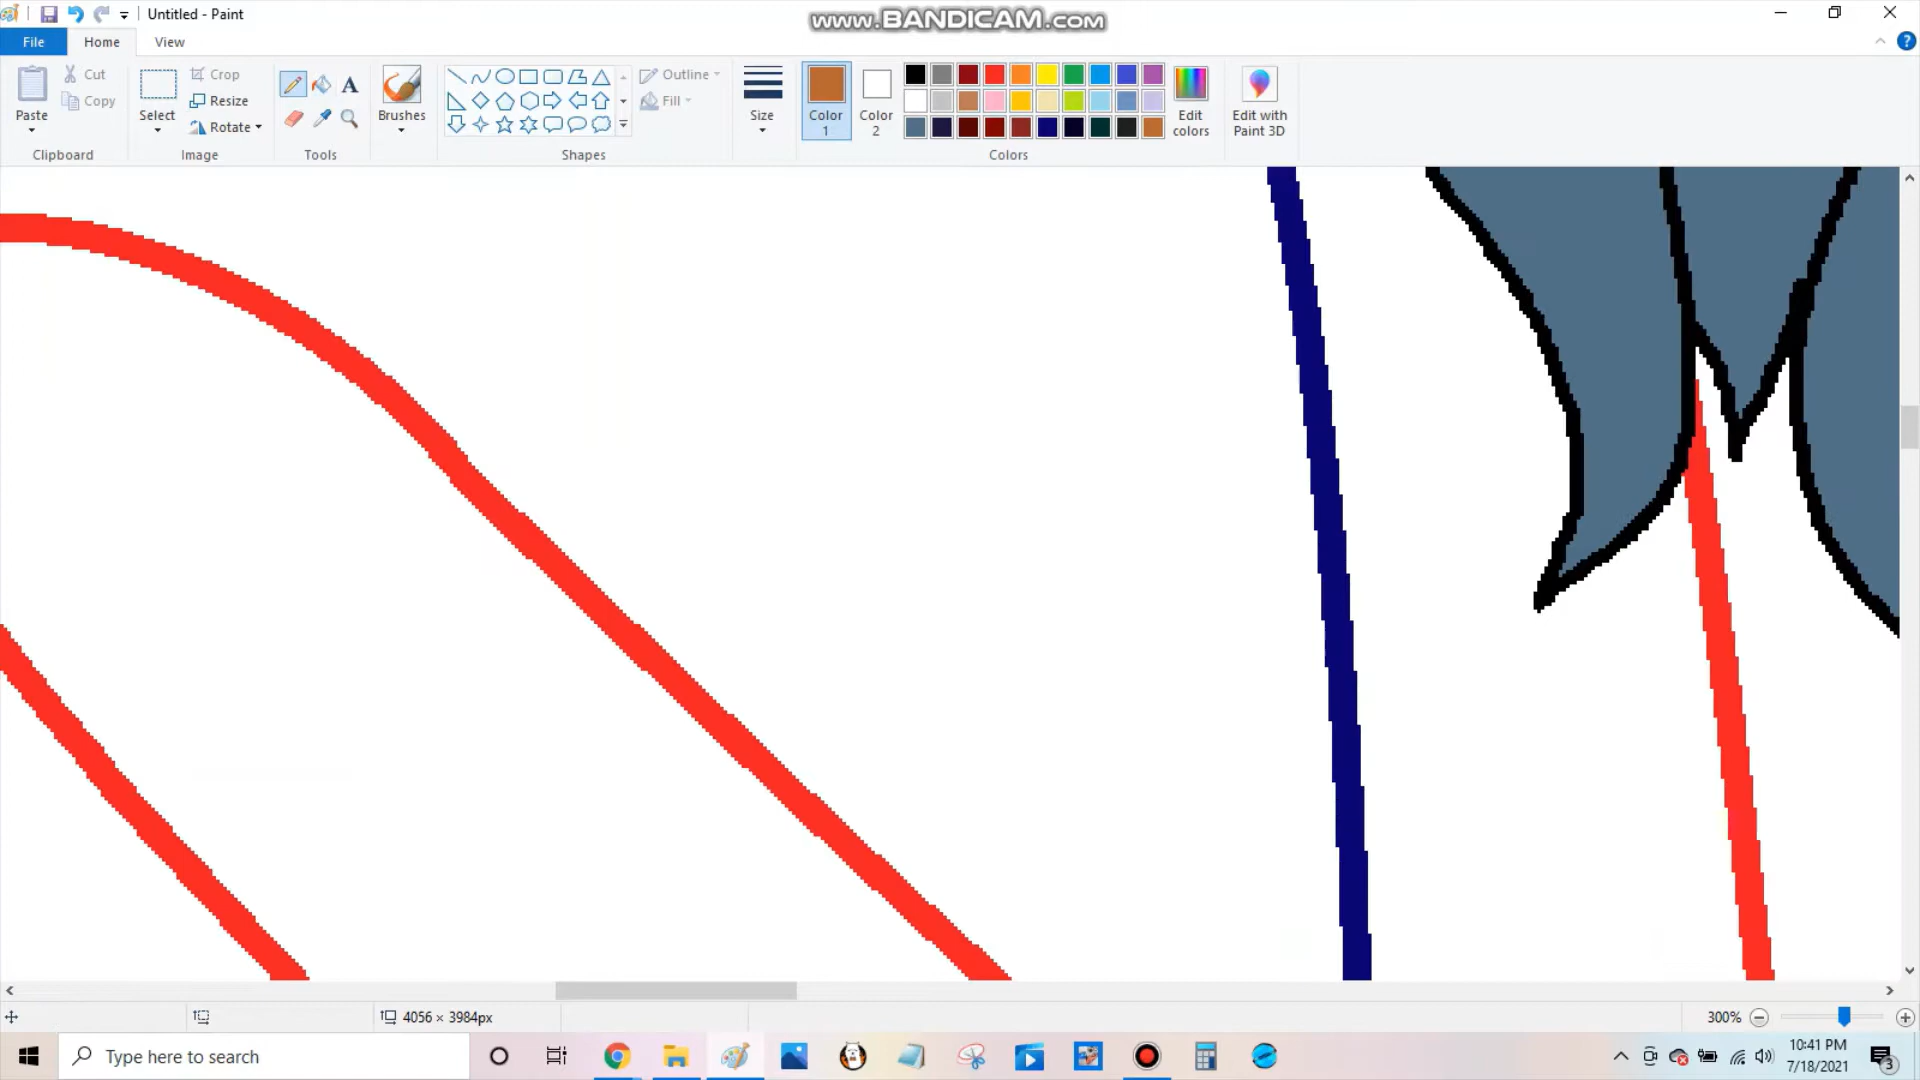 Untitled - Paint
www.BANDICAM.com
File
Home
View
Paste
Cut
Copy
Clipboard
Select
Crop
Resize
Rotate
Image
A
Tools
Brushes
Shapes
Outline
Fill
Size
Color 1
Color 2
Colors
Edit colors
Edit with Paint 3D
4056 × 3984px
300%
Type here to search
10:41 PM
7/18/2021
3